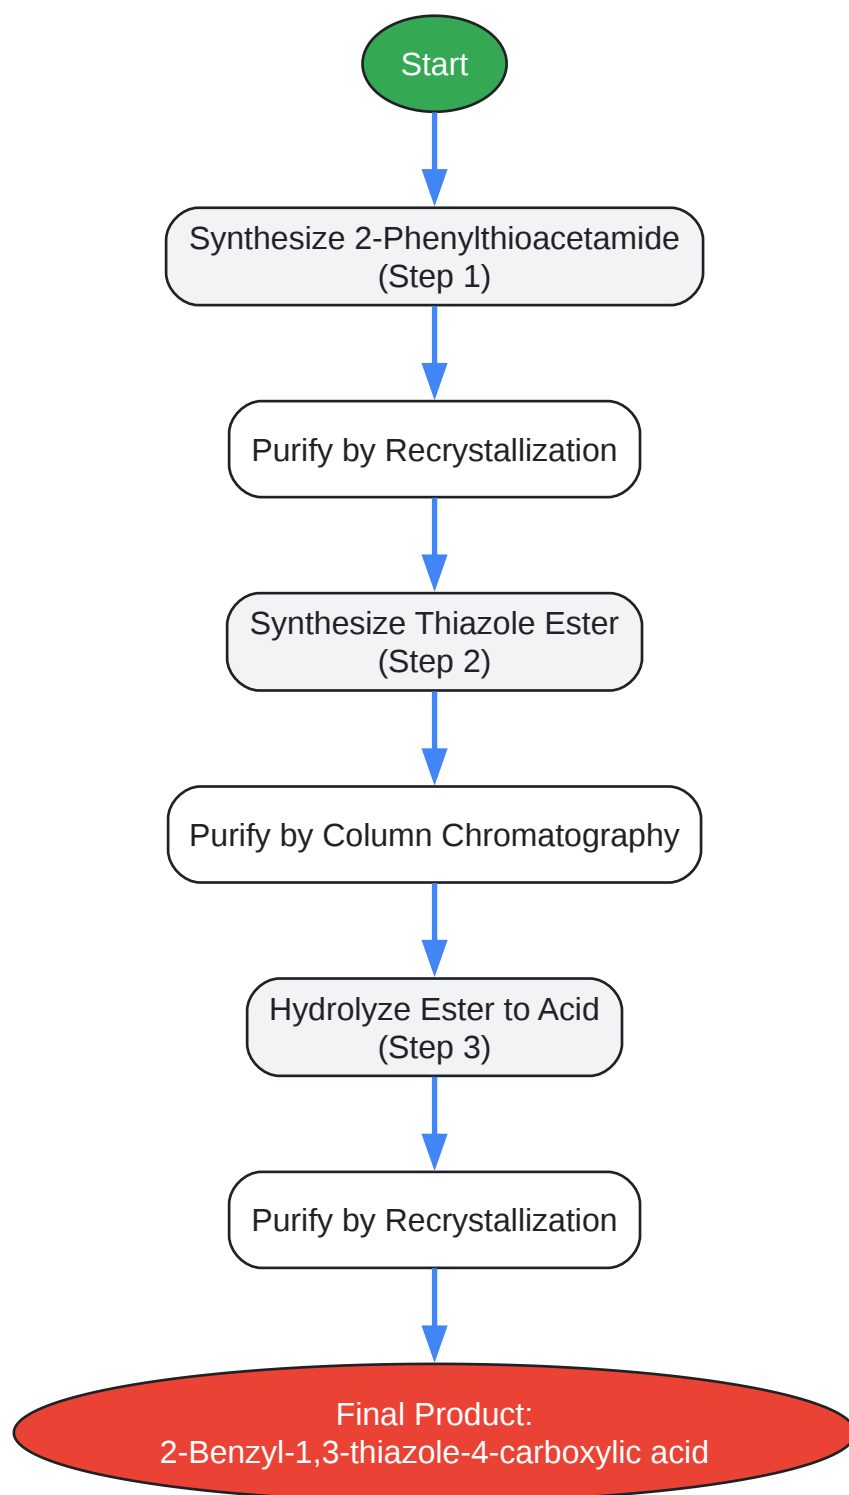 Start
Synthesize 2-Phenylthioacetamide
(Step 1)
Purify by Recrystallization
Synthesize Thiazole Ester
(Step 2)
Purify by Column Chromatography
Hydrolyze Ester to Acid
(Step 3)
Purify by Recrystallization
Final Product:
2-Benzyl-1,3-thiazole-4-carboxylic acid